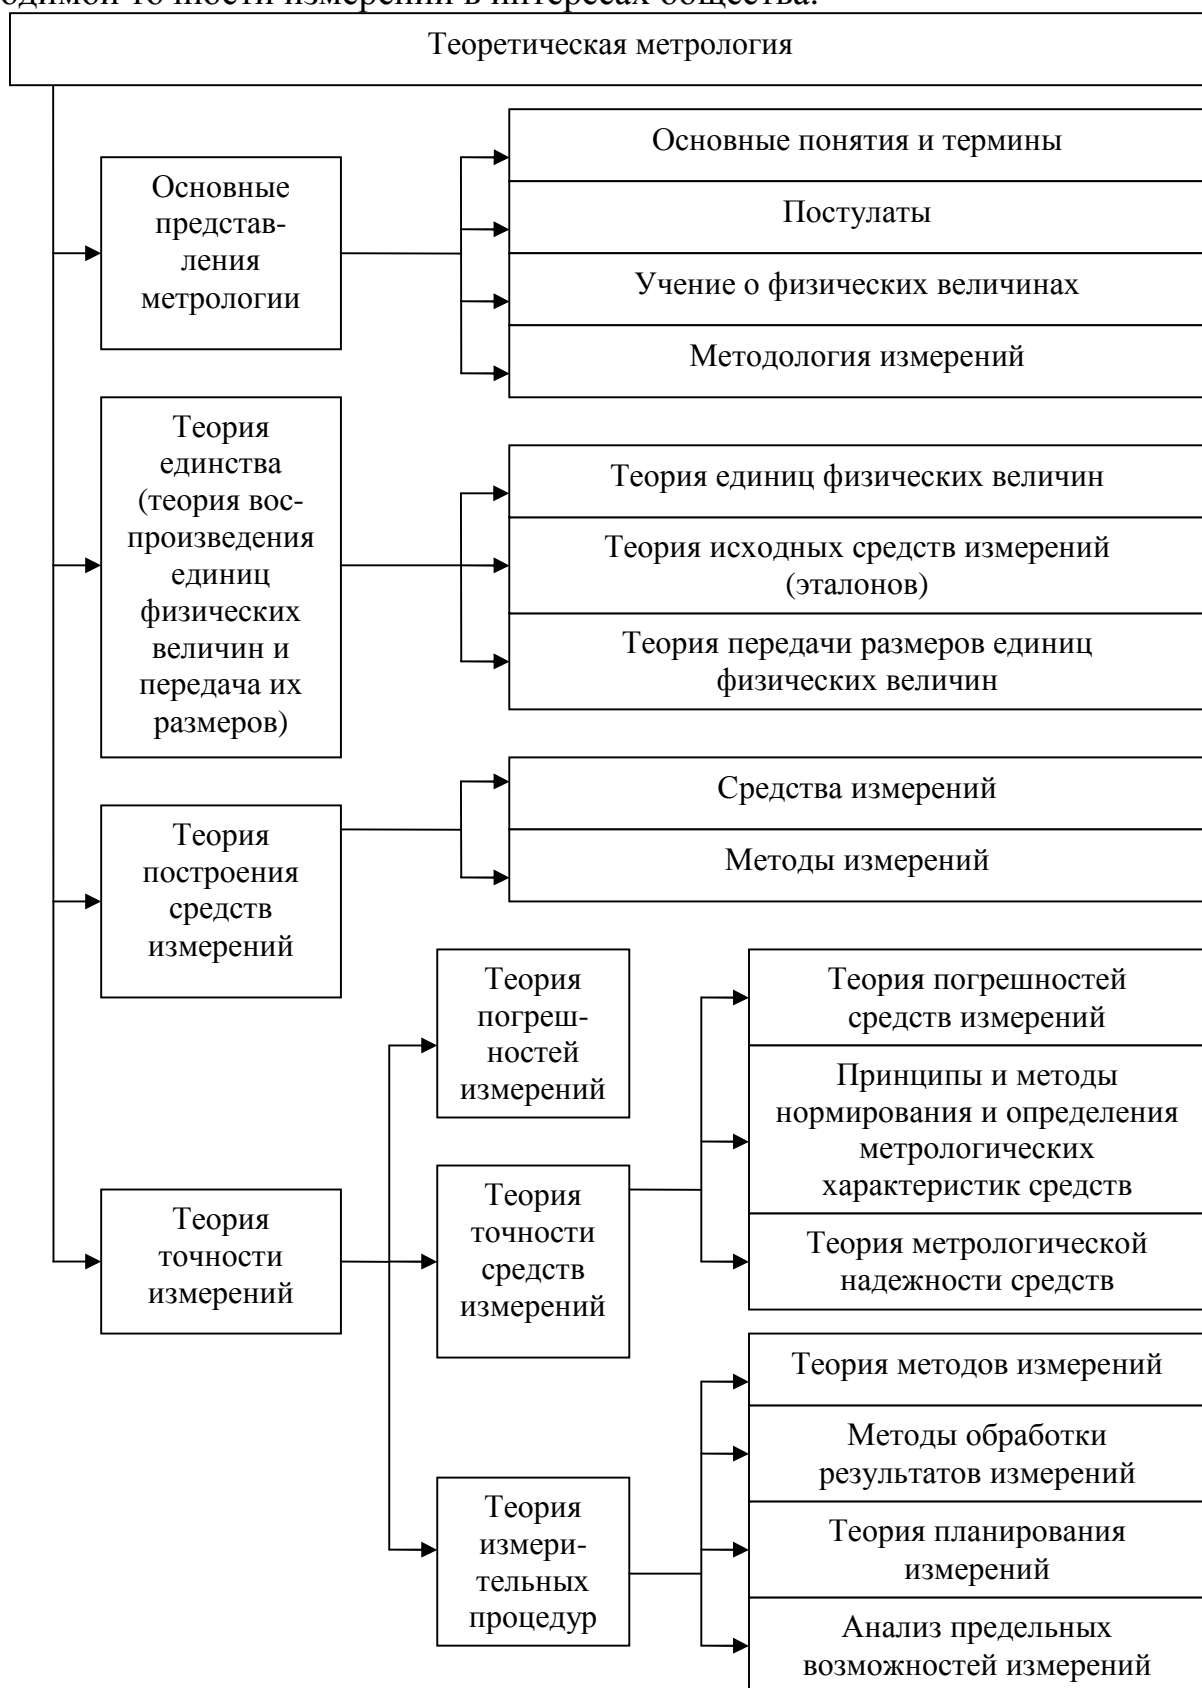 одимой точности измерений в интересах общества.
Теоретическая метрология
Основные
представ-
ления
метрологии
Основные понятия и термины
Постулаты
Учение о физических величинах
Методология измерений
Теория
единства
(теория вос-
произведения
единиц
физических
величин и
передача их
размеров)
Теория единиц физических величин
Теория исходных средств измерений
(эталонов)
Теория передачи размеров единиц
физических величин
Теория
построения
средств
измерений
Средства измерений
Методы измерений
Теория
точности
измерений
Теория
погреш-
ностей
измерений
Теория
точности
средств
измерений
Теория погрешностей
средств измерений
Принципы и методы
нормирования и определения
метрологических
характеристик средств
Теория метрологической
надежности средств
Теория
измери-
тельных
процедур
Теория методов измерений
Методы обработки
результатов измерений
Теория планирования
измерений
Анализ предельных
возможностей измерений